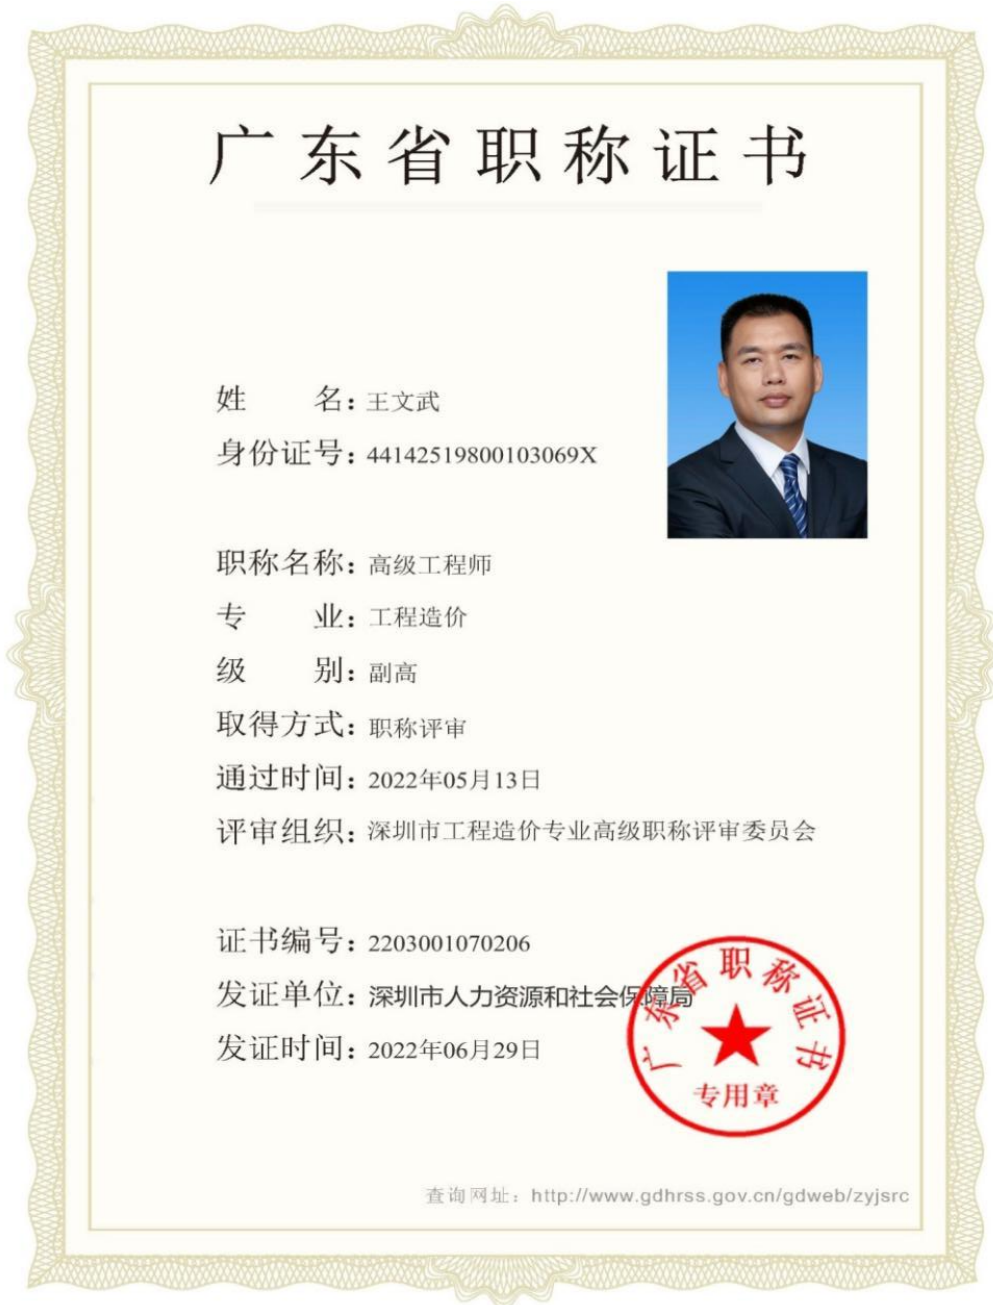 广东省职称证书
姓 名：王文武
身份证号：44142519800103069X
职称名称：高级工程师
专 业：工程造价
级 别：副高
取得方式：职称评审
通过时间：2022年05月13日
评审组织：深圳市工程造价专业高级职称评审委员会
证书编号：2203001070206
发证单位：深圳市人力资源和社会保障局
发证时间：2022年06月29日
广东省职称证书
专用章
查询网址：http://www.gdhrss.gov.cn/gdweb/zyjsrc